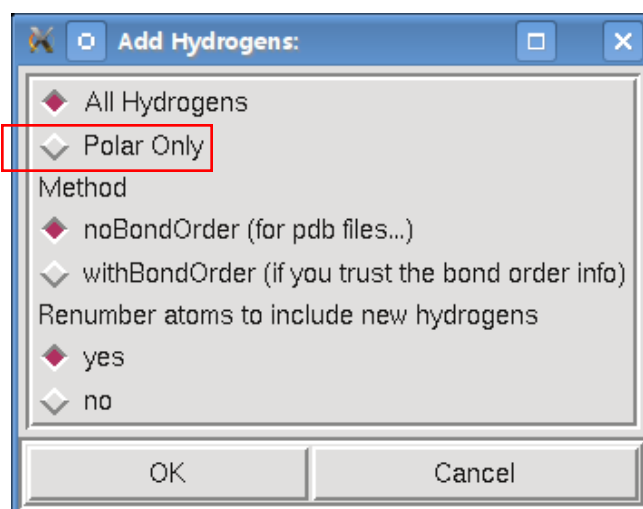 Add Hydrogens:
All Hydrogens
Polar Only
Method
noBondOrder (for pdb files...)
withBondOrder (if you trust the bond order info)
Renumber atoms to include new hydrogens
yes
no
OK Cancel